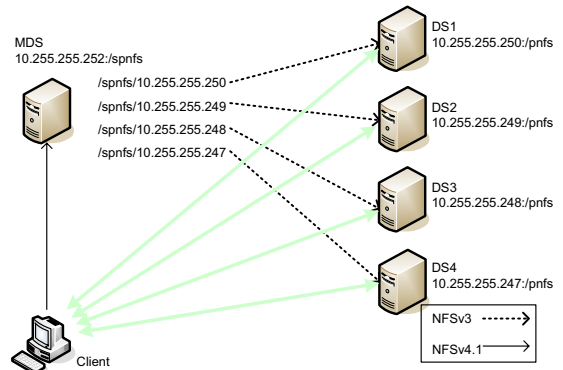 MDS
10.255.255.252:/spnfs
/spnfs/10.255.255.250
/spnfs/10.255.255.249
/spnfs/10.255.255.248
/spnfs/10.255.255.247
DS1
10.255.255.250:/pnfs
DS2
10.255.255.249:/pnfs
DS3
10.255.255.248:/pnfs
DS4
10.255.255.247:/pnfs
NFSv3
NFSv4.1
Client